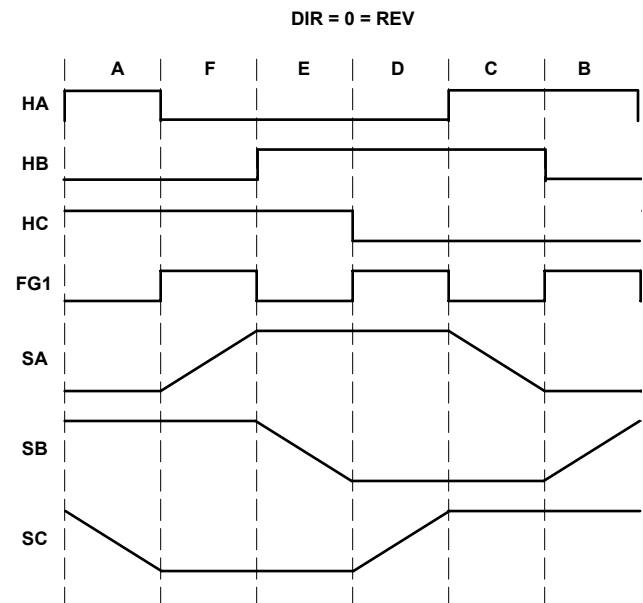 DIR = 0 = REV
A F E D C B
HA
HB
HC
FG1
SA
SB
SC